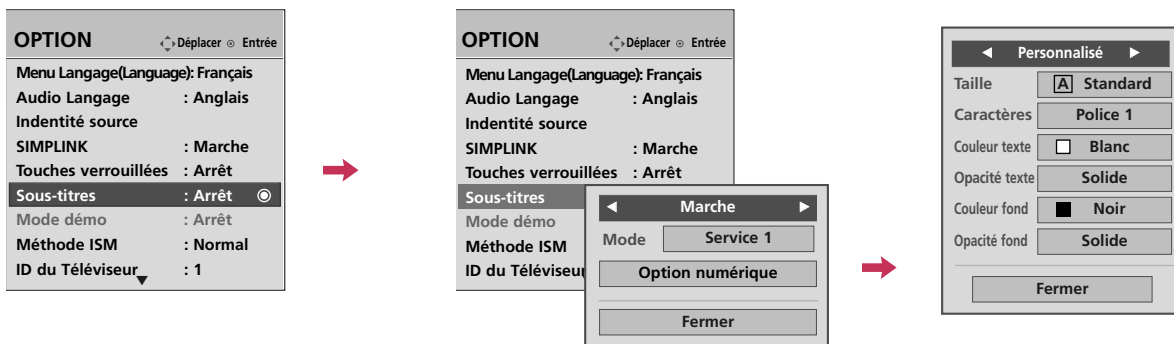 OPTION Déplacer Entrée
Menu Langage(Language): Français
Audio Langage : Anglais
Indentité source
SIMPLINK : Marche
Touches verrouillées : Arrêt
Sous-titres : Arrêt
Mode démo : Arrêt
Méthode ISM : Normal
ID du Téléviseur : 1
OPTION Déplacer Entrée
Menu Langage(Language): Français
Audio Langage : Anglais
Indentité source
SIMPLINK : Marche
Touches verrouillées : Arrêt
Sous-titres
Mode démo
Méthode ISM
ID du Téléviseu
Marche
Mode Service 1
Option numérique
Fermer
Personnalisé
Taille A Standard
Caractères Police 1
Couleur texte Blanc
Opacité texte Solide
Couleur fond Noir
Opacité fond Solide
Fermer